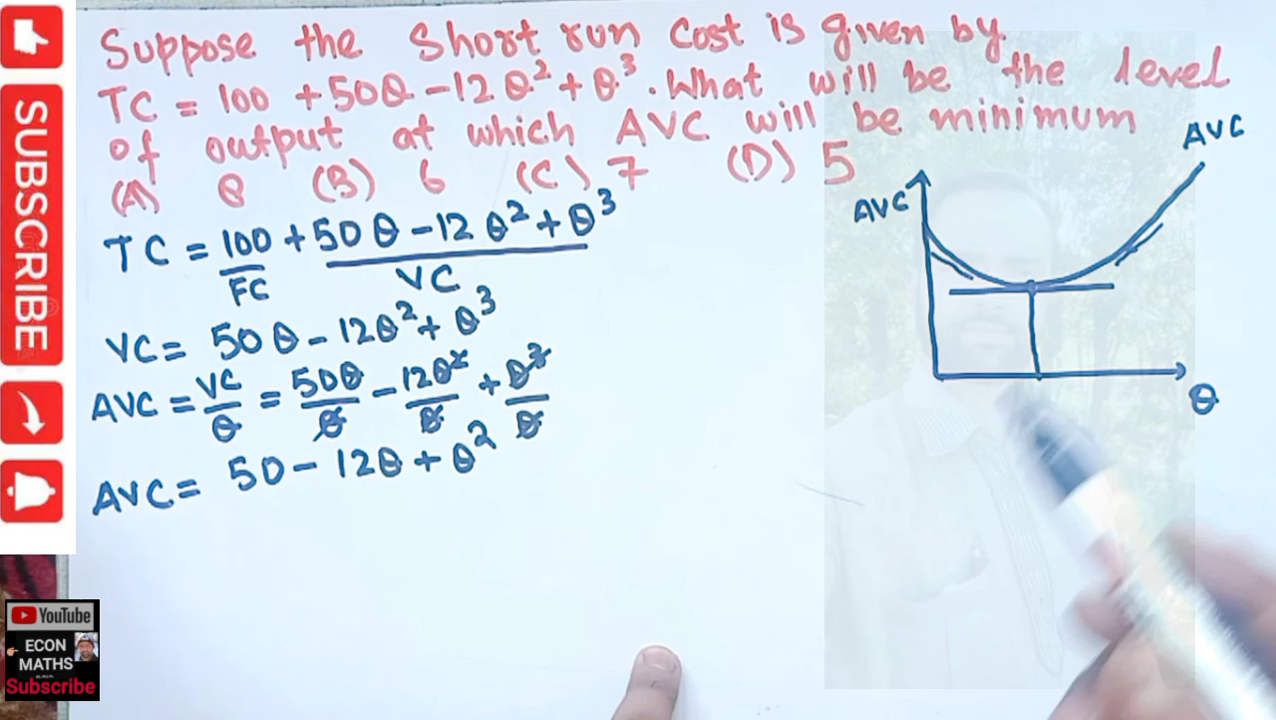 Suppose the Short run Cost is given by
TC = 100 + 50Q - 12Q² + Q³. What will be the level
of output at which AVC will be minimum
(A) 8 (B) 6 (C) 7 (D) 5
TC = 100 + 50Q - 12Q² + Q³
FC VC
VC = 50Q - 12Q² + Q³
AVC = VC/Q = 50Q/Q - 12Q²/Q + Q³/Q
AVC = 50 - 12Q + Q²
AVC
AVC
Q
SUBSCRIBE
YouTube
ECON
MATHS
Subscribe